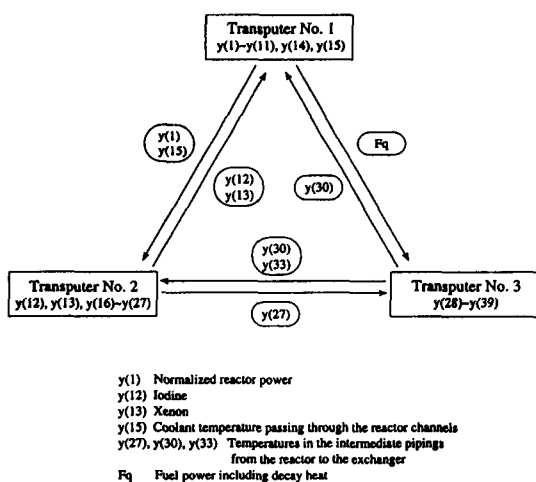 Transputer No. 1
y(1)~y(11), y(14), y(15)
y(1)
y(15)
Fq
y(12)
y(13)
y(30)
y(30)
y(33)
Transputer No. 2
y(12), y(13), y(16)~y(27)
Transputer No. 3
y(28)~y(39)
y(27)
y(1) Normalized reactor power
y(12) Iodine
y(13) Xenon
y(15) Coolant temperature passing through the reactor channels
y(27), y(30), y(33) Temperatures in the intermediate pipings
from the reactor to the exchanger
Fq Fuel power including decay heat